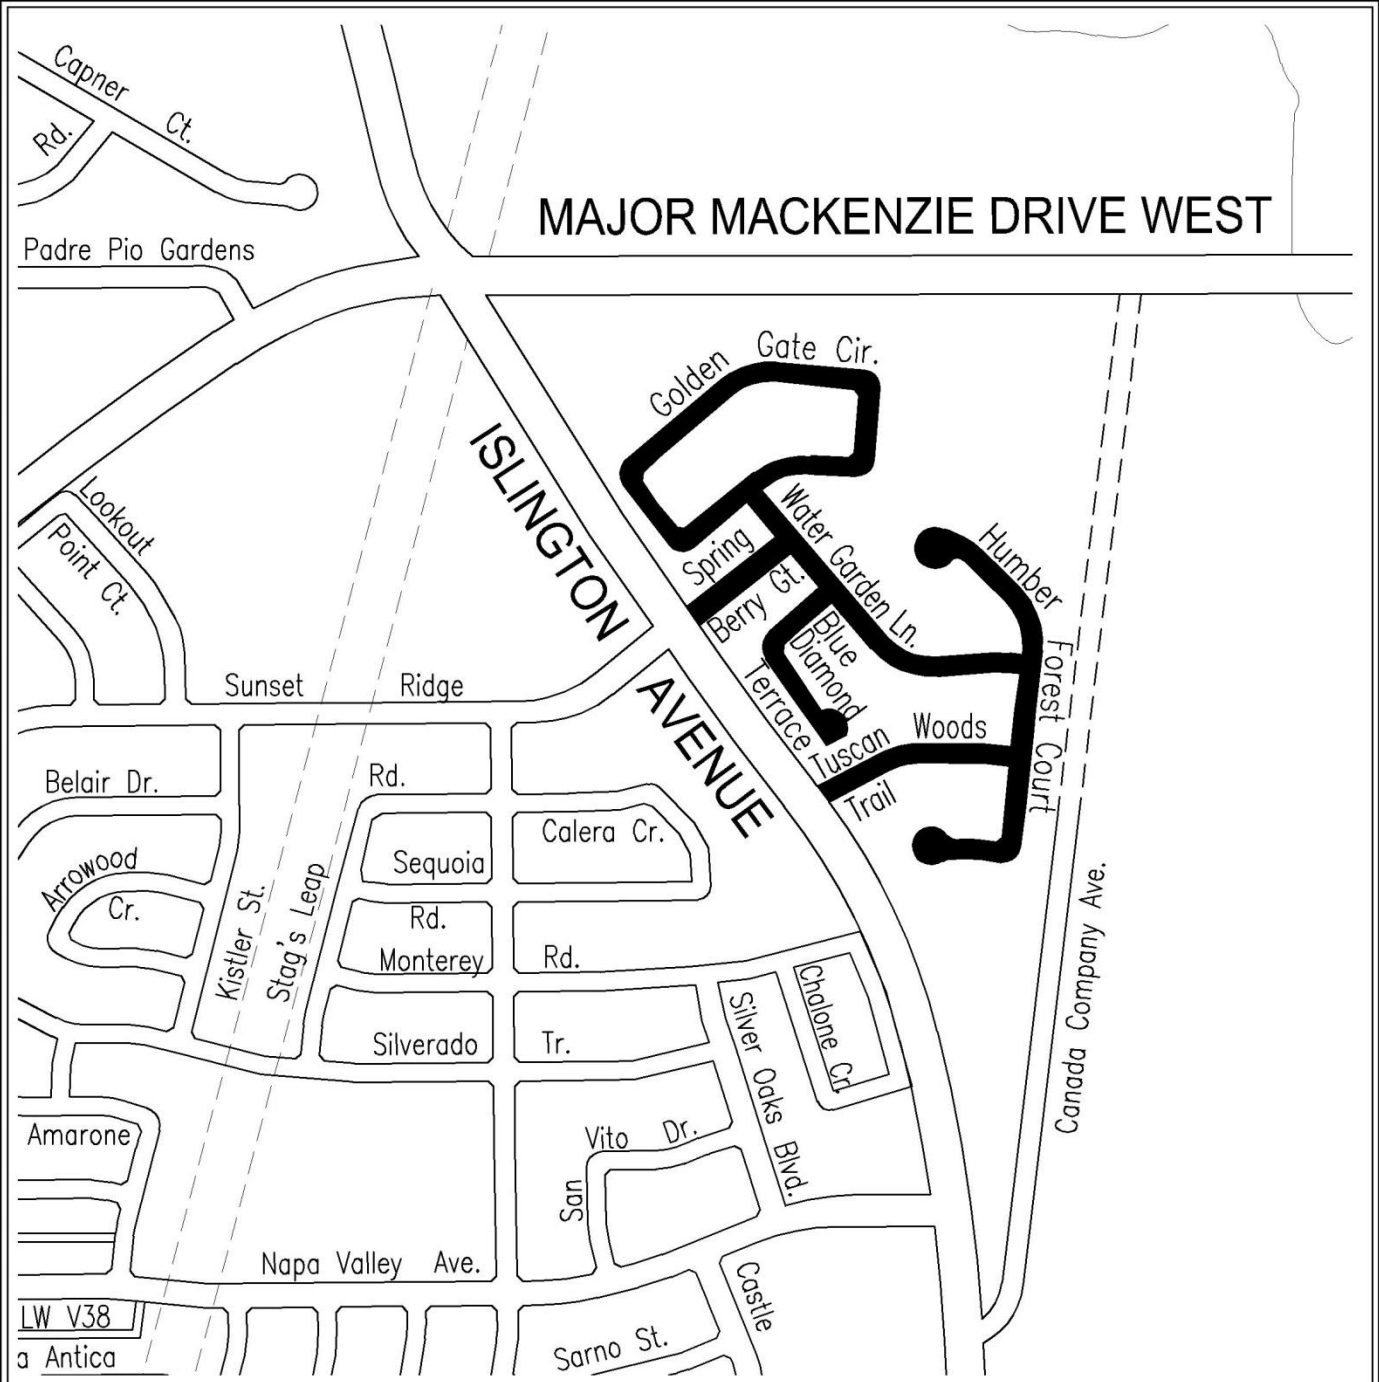 Capner Ct.
Rd.
Padre Pio Gardens
MAJOR MACKENZIE DRIVE WEST
Golden Gate Cir.
ISLINGTON AVENUE
Lookout
Point Ct.
Water Garden Ln.
Spring
Berry Gt.
Humber Forest Court
Blue
Diamond
Terrace
Tuscan Woods
Trail
Sunset Ridge
Belair Dr.
Rd.
Calera Cr.
Arrowood
Cr.
Sequoia
Rd.
Kistler St.
Stag's Leap
Monterey Rd.
Chalone Cr.
Silverado Tr.
Silver Oaks Blvd.
Canada Company Ave.
Amarone
San Vito Dr.
Napa Valley Ave.
Castle
LW V38
a Antica
Sarno St.